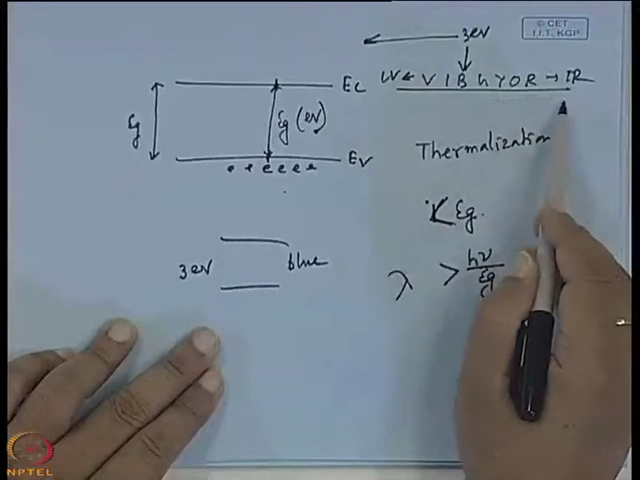 © CET
I.I.T. KGP
3eV
UV ← V I B G Y O R → IR
Ec
Eg
Eg (eV)
Ev
Thermalization
< Eg.
3eV
blue
λ > hν
Eg
NPTEL